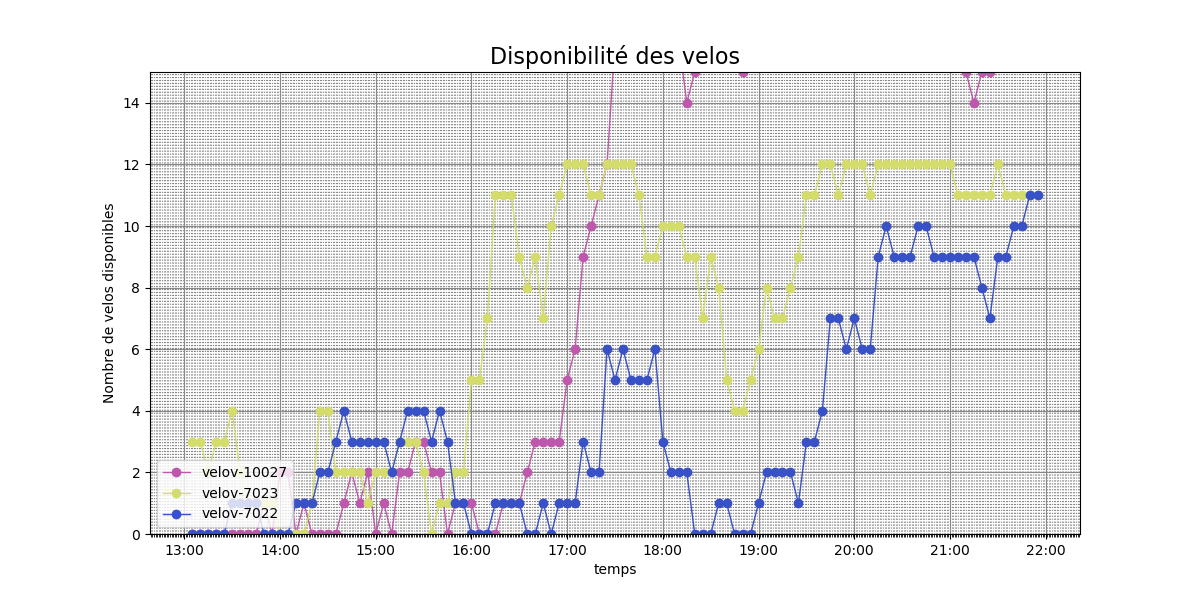 Disponibilité des velos
Nombre de velos disponibles
14
12
10
8
6
4
2
0
velov-10027
velov-7023
velov-7022
13:00 14:00 15:00 16:00 17:00 18:00 19:00 20:00 21:00 22:00
temps